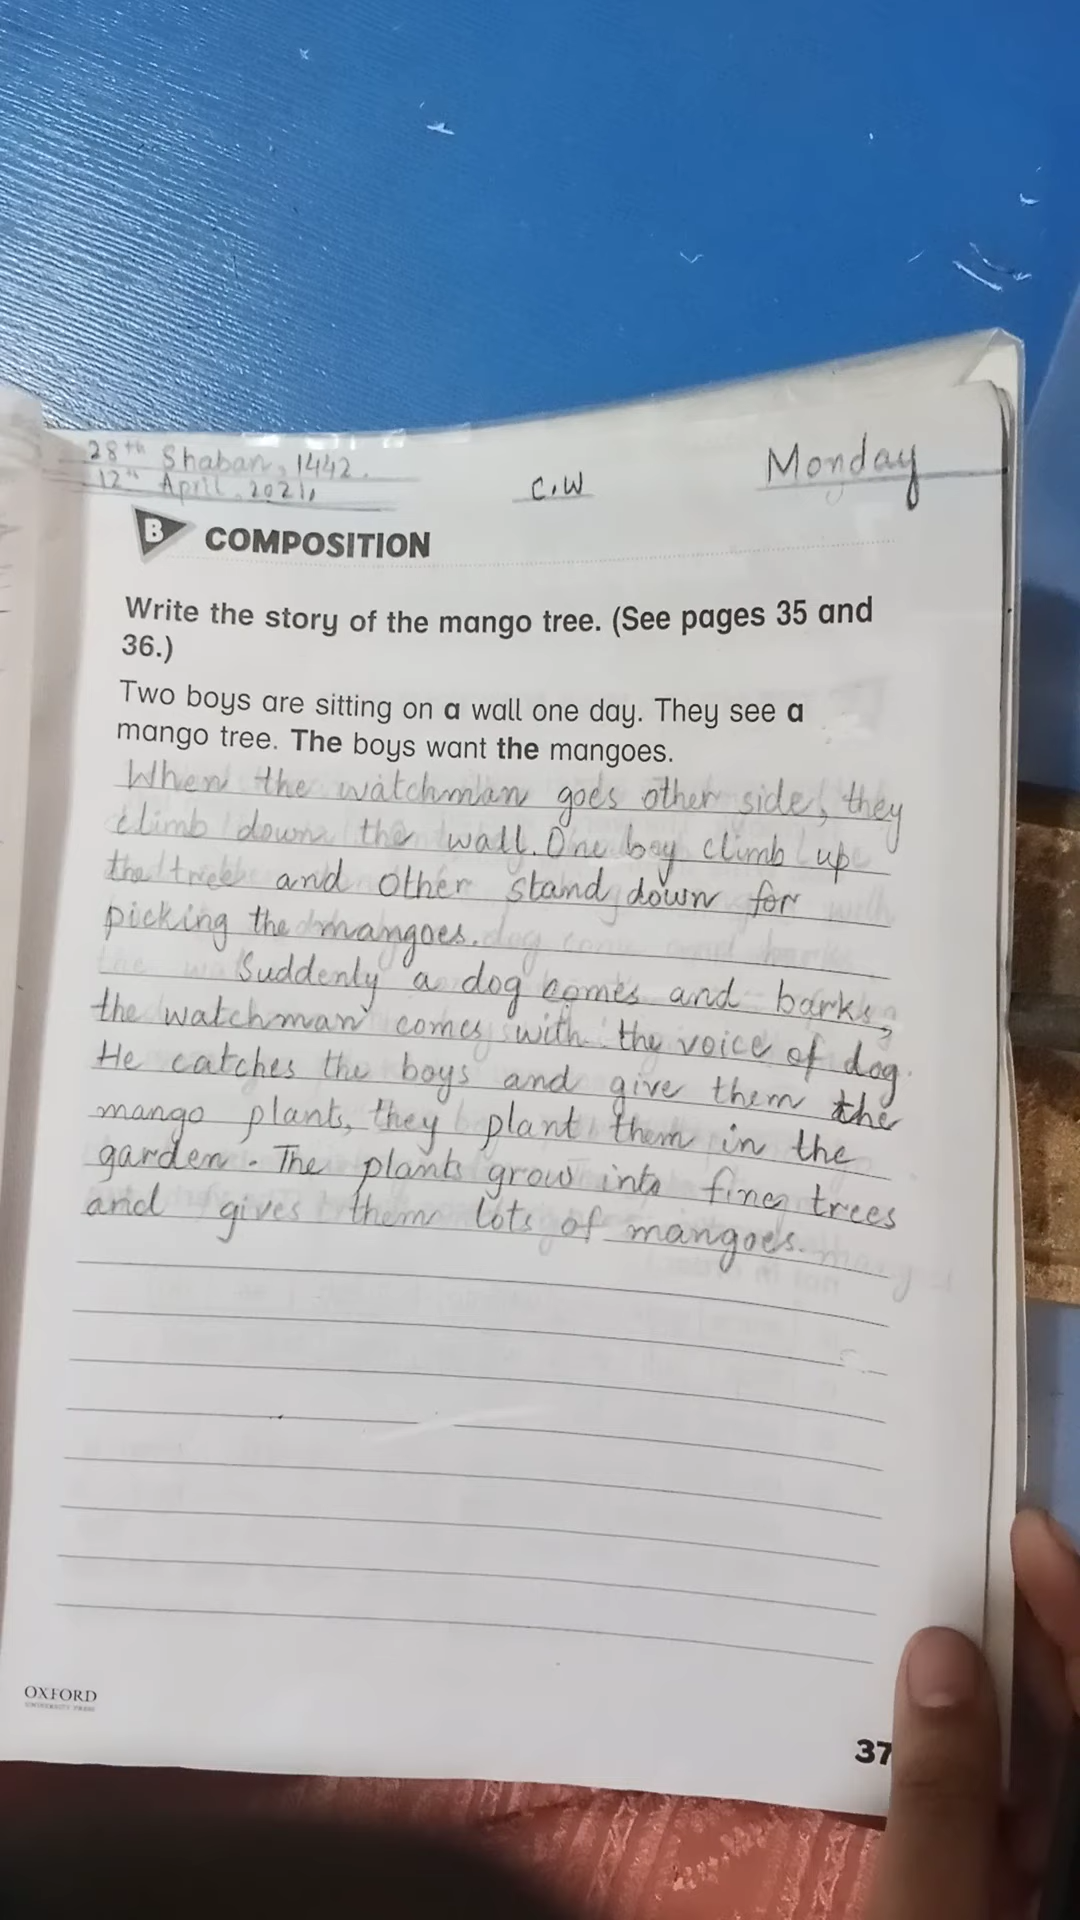 28th Shaban, 1442.
12th April, 2021,
C.W
Monday
B COMPOSITION
Write the story of the mango tree. (See pages 35 and
36.)
Two boys are sitting on a wall one day. They see a
mango tree. The boys want the mangoes.
When the watchman goes other side, they
climb down the wall. One boy climb up
the tree and other stand down for
picking the mangoes.
Suddenly a dog comes and barks,
the watchman comes with the voice of dog.
He catches the boys and give them the
mango plants, they plant them in the
garden. The plants grow into fine trees
and gives them lots of mangoes.
OXFORD
UNIVERSITY PRESS
37